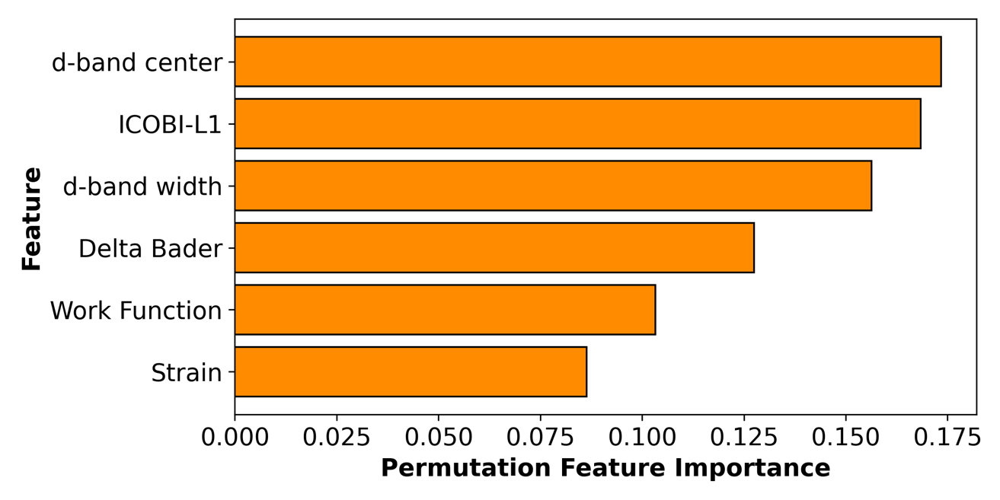 d-band center
ICOBI-L1
d-band width
Delta Bader
Work Function
Strain
Feature
0.000 0.025 0.050 0.075 0.100 0.125 0.150 0.175
Permutation Feature Importance